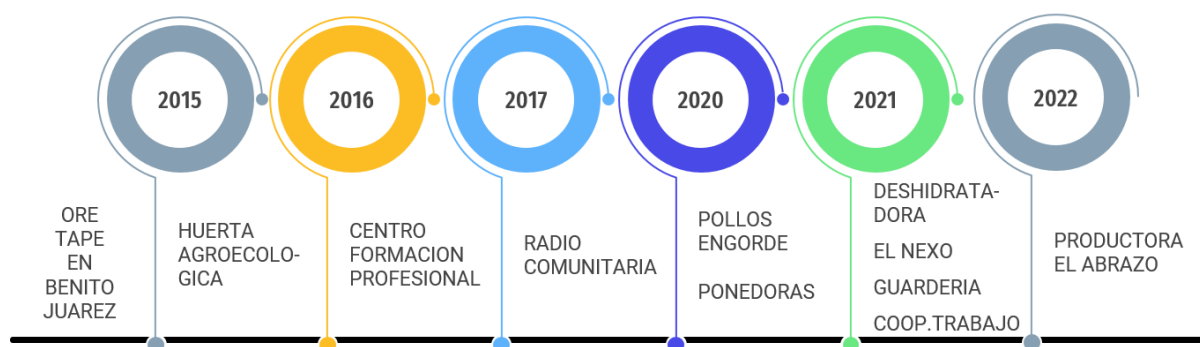 2015
2016
2017
2020
2021
2022
ORE
TAPE
EN
BENITO
JUAREZ
HUERTA
AGROECOLO-
GICA
CENTRO
FORMACION
PROFESIONAL
RADIO
COMUNITARIA
POLLOS
ENGORDE
PONEDORAS
DESHIDRATA-
DORA
EL NEXO
GUARDERIA
COOP.TRABAJO
PRODUCTORA
EL ABRAZO